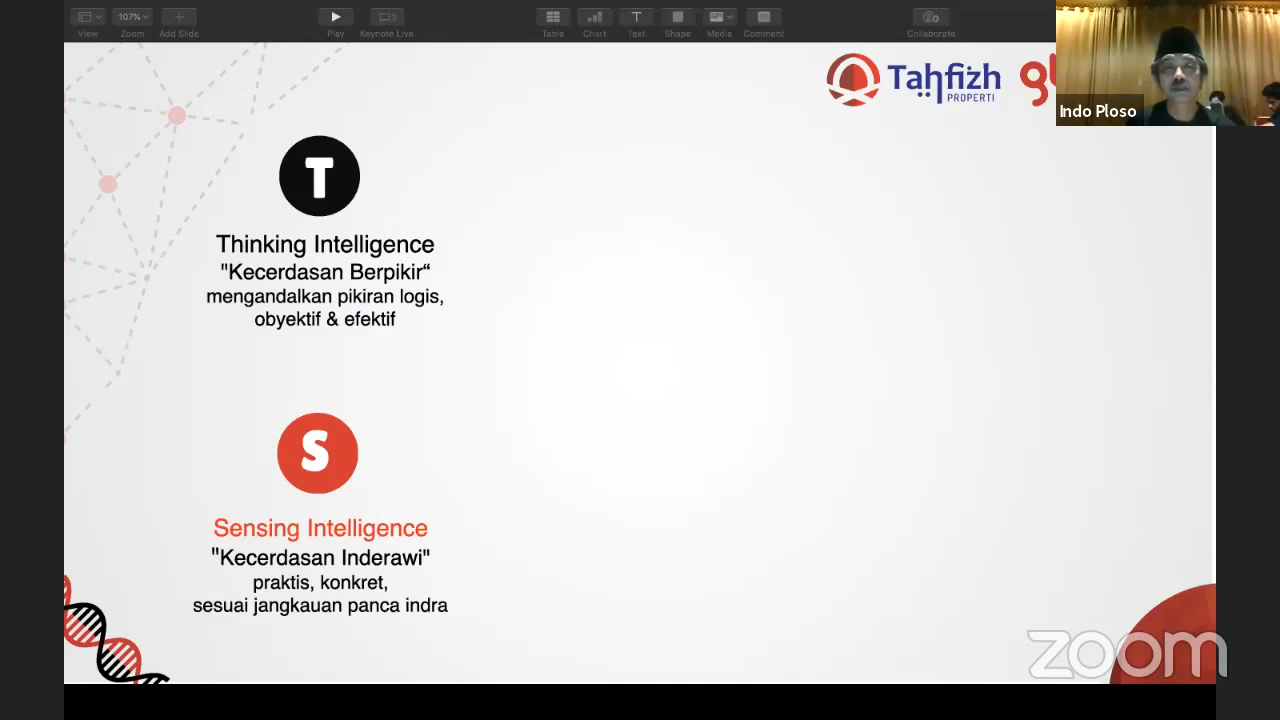 107%
View
Zoom
Add Slide
Play
Keynote Live
Table
Chart
Text
Shape
Media
Comment
Collaborate
Tahfizh
PROPERTI
Indo Ploso
T
Thinking Intelligence
"Kecerdasan Berpikir“
mengandalkan pikiran logis,
obyektif & efektif
S
Sensing Intelligence
"Kecerdasan Inderawi"
praktis, konkret,
sesuai jangkauan panca indra
zoom